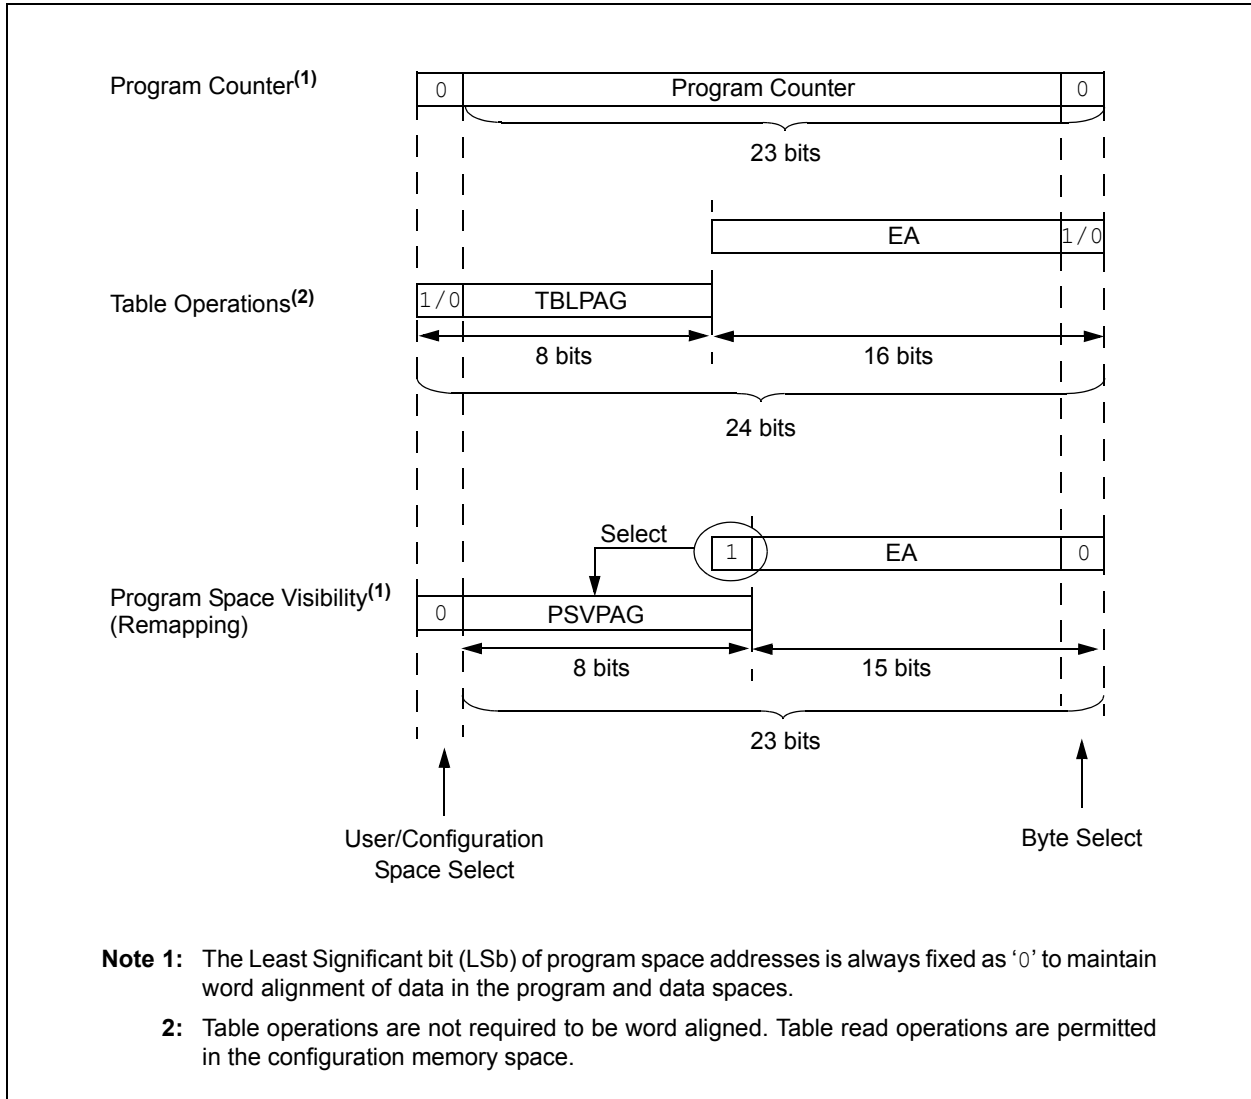 Program Counter(1)
0 Program Counter 0
23 bits
EA 1/0
Table Operations(2)
1/0 TBLPAG
8 bits 16 bits
24 bits
Select
1 EA 0
Program Space Visibility(1)
(Remapping)
0 PSVPAG
8 bits 15 bits
23 bits
User/Configuration
Space Select
Byte Select
Note 1: The Least Significant bit (LSb) of program space addresses is always fixed as ‘0’ to maintain
word alignment of data in the program and data spaces.
2: Table operations are not required to be word aligned. Table read operations are permitted
in the configuration memory space.